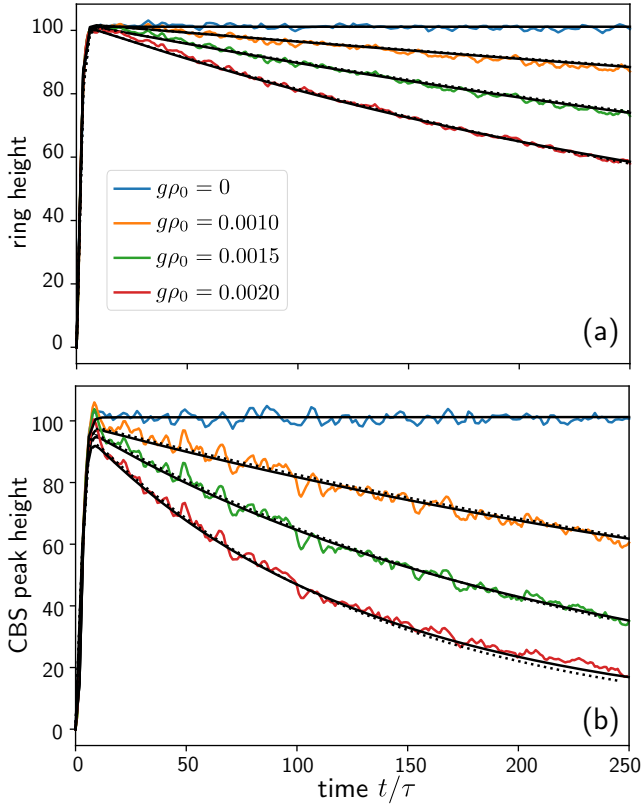 100
80
60
40
20
0
ring height
gρ₀ = 0
gρ₀ = 0.0010
gρ₀ = 0.0015
gρ₀ = 0.0020
(a)
100
80
60
40
20
0
CBS peak height
(b)
0 50 100 150 200 250
time t/τ